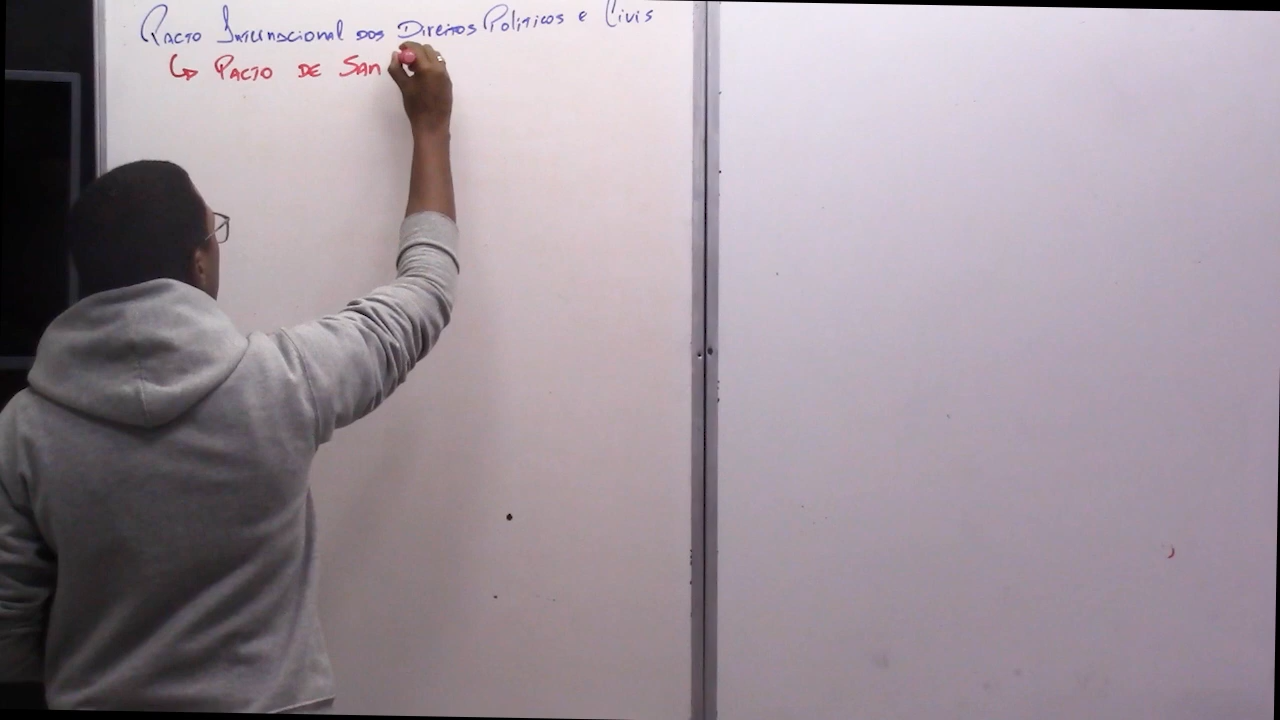 Pacto Internacional dos Direitos Políticos e Civis
↳ Pacto de San